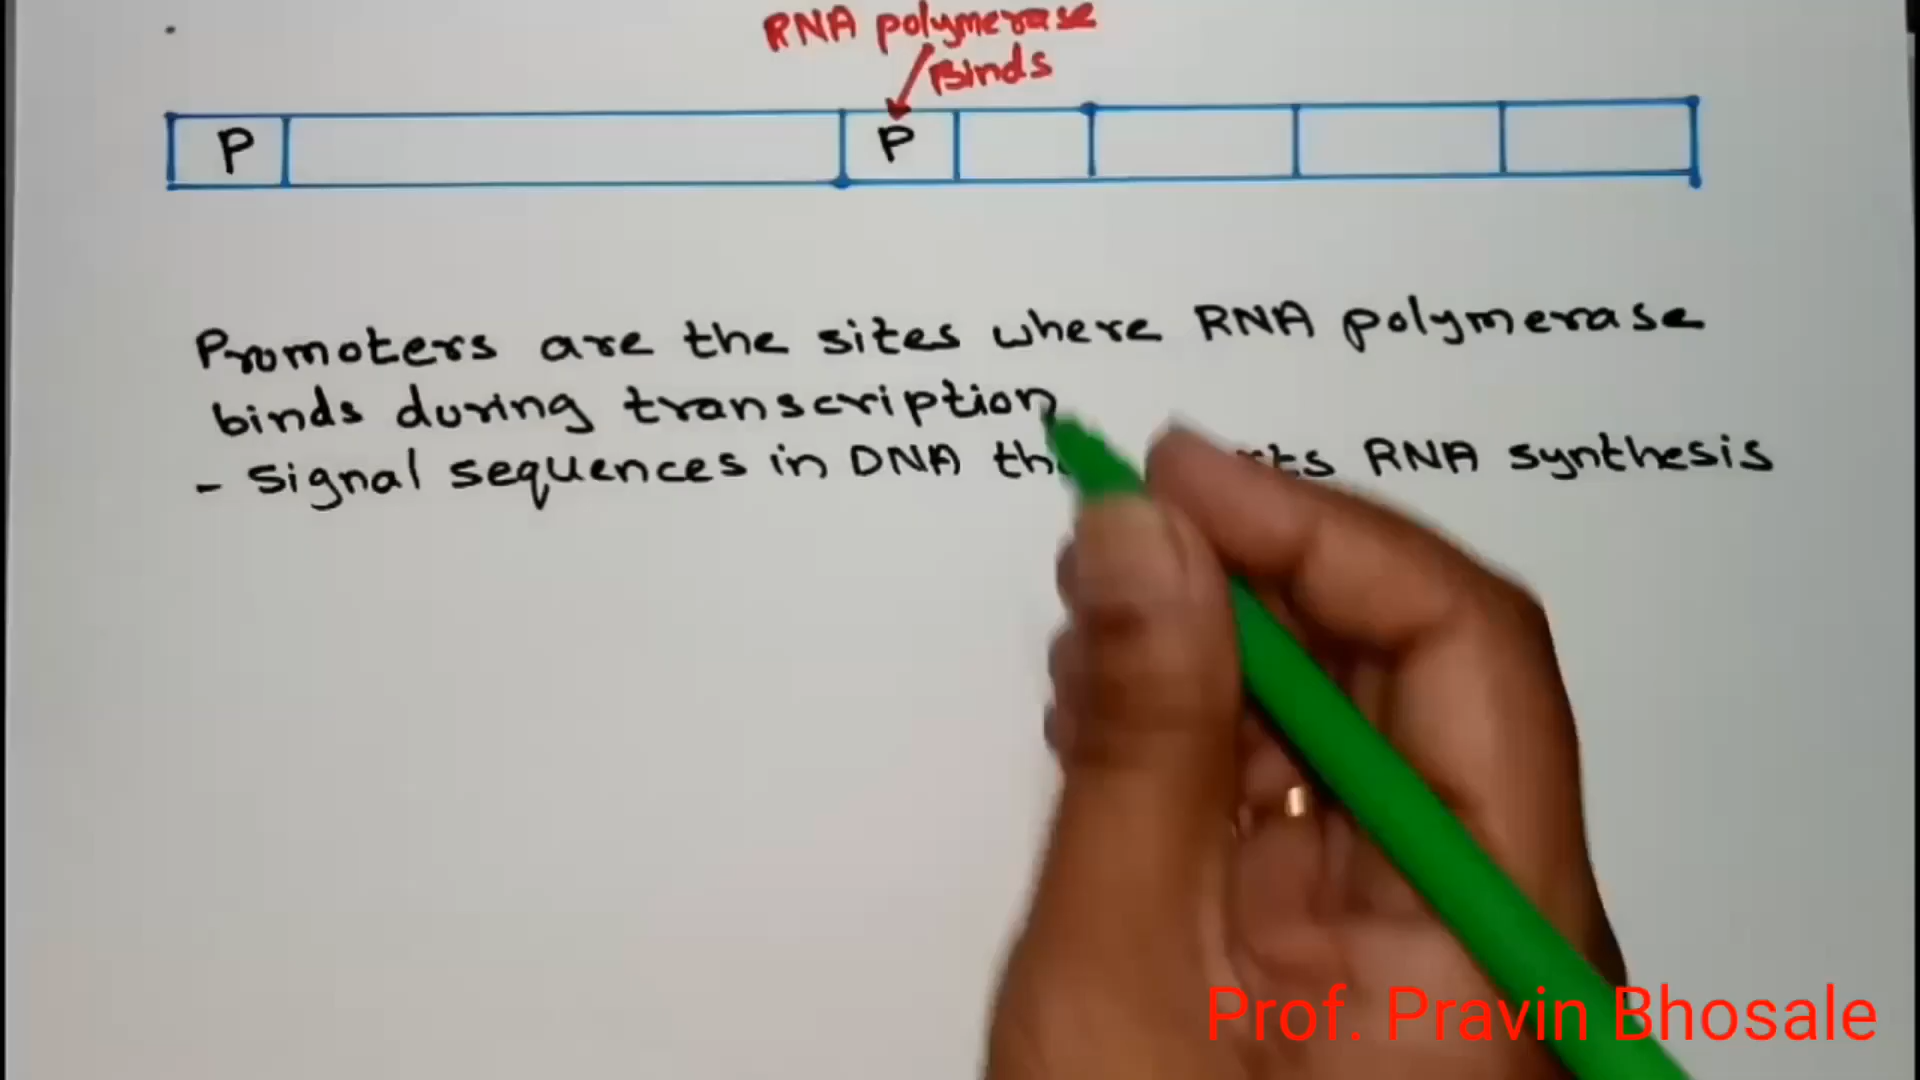 RNA polymerase
Binds
P
P
Promoters are the sites where RNA polymerase
binds during transcription
- Signal sequences in DNA RNA synthesis
Prof. Pravin Bhosale